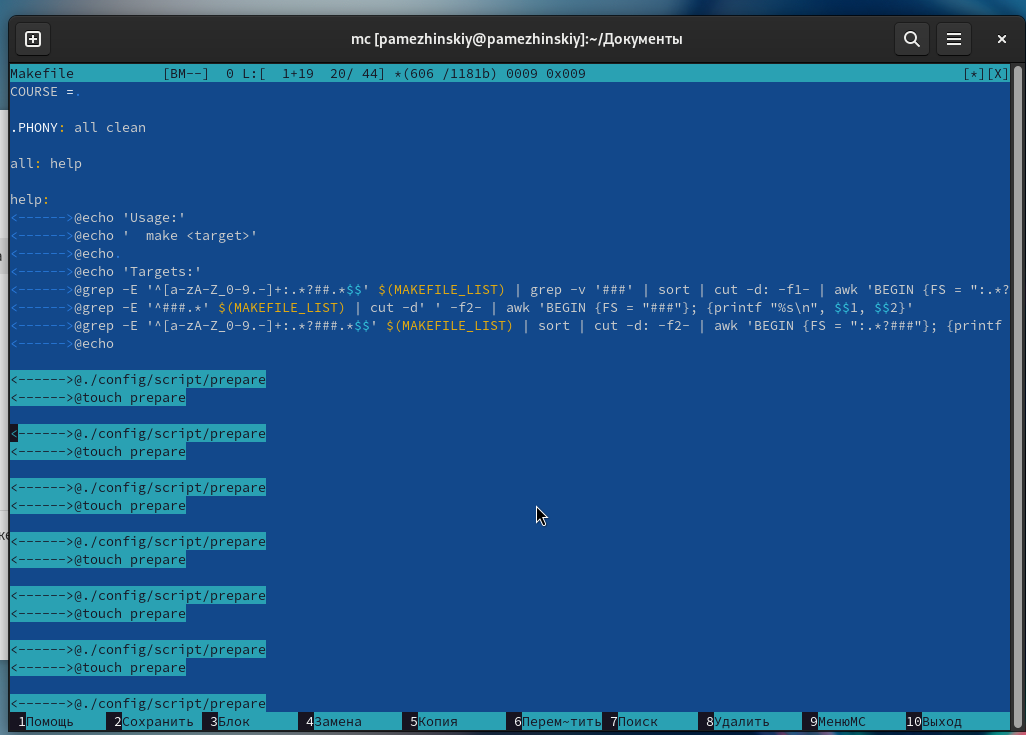 mc [pamezhinskiy@pamezhinskiy]:~/Документы
Makefile           [BM--]  0 L:[  1+19  20/ 44] *(606 /1181b) 0009 0x009                                               [*][X]
COURSE =.
.PHONY: all clean
all: help
help:
<------>@echo 'Usage:'
<------>@echo '  make <target>'
<------>@echo.
<------>@echo 'Targets:'
<------>@grep -E '^[a-zA-Z_0-9.-]+:.*?##.*$$' $(MAKEFILE_LIST) | grep -v '###' | sort | cut -d: -f1- | awk 'BEGIN {FS = ":.*?
<------>@grep -E '^###.*' $(MAKEFILE_LIST) | cut -d' ' -f2- | awk 'BEGIN {FS = "###"}; {printf "%s\n", $$1, $$2}'
<------>@grep -E '^[a-zA-Z_0-9.-]+:.*?###.*$$' $(MAKEFILE_LIST) | sort | cut -d: -f2- | awk 'BEGIN {FS = ":.*?###"}; {printf
<------>@echo
<------>@./config/script/prepare
<------>@touch prepare
<------>@./config/script/prepare
<------>@touch prepare
<------>@./config/script/prepare
<------>@touch prepare
<------>@./config/script/prepare
<------>@touch prepare
<------>@./config/script/prepare
<------>@touch prepare
<------>@./config/script/prepare
<------>@touch prepare
<------>@./config/script/prepare
1Помощь 2Сохранить 3Блок 4Замена 5Копия 6Перем~тить 7Поиск 8Удалить 9МенюMC 10Выход